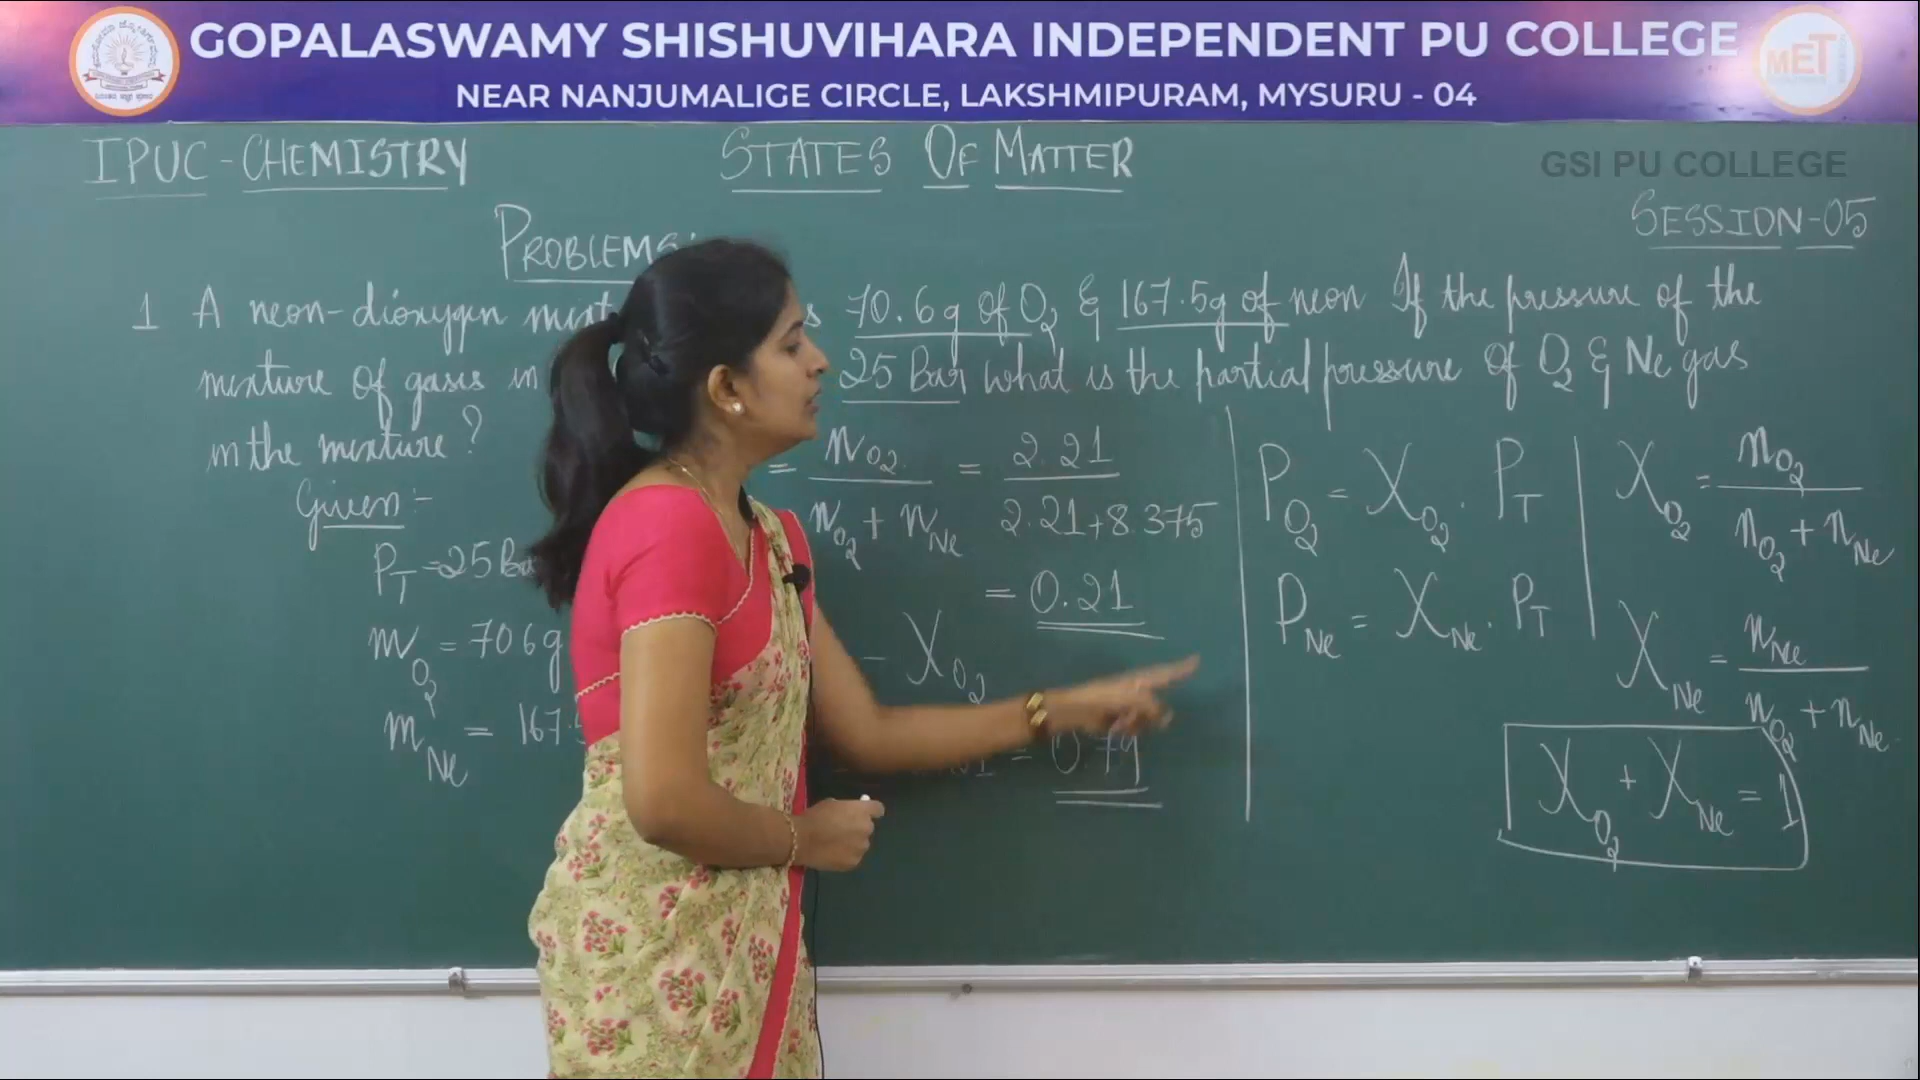 GOPALASWAMY SHISHUVIHARA INDEPENDENT PU COLLEGE
MET
NEAR NANJUMALIGE CIRCLE, LAKSHMIPURAM, MYSURU - 04
IPUC - CHEMISTRY
STATES OF MATTER
GSI PU COLLEGE
SESSION-05
PROBLEMS:
1 A neon-dioxygen s 70.6g of O2 & 167.5g of neon If the pressure of the
mixture of gases in 25 Bar what is the partial pressure of O2 & Ne gas
in the mixture?
Given:-
PT = 25 Ba
mO2 = 706g
mNe = 167.
= nO2 / nO2 + nNe = 2.21 / 2.21 + 8.375
= 0.21
- XO2
= 0.79
PO2 = XO2 . PT
PNe = XNe . PT
XO2 = nO2 / nO2 + nNe
XNe = nNe / nO2 + nNe
XO2 + XNe = 1